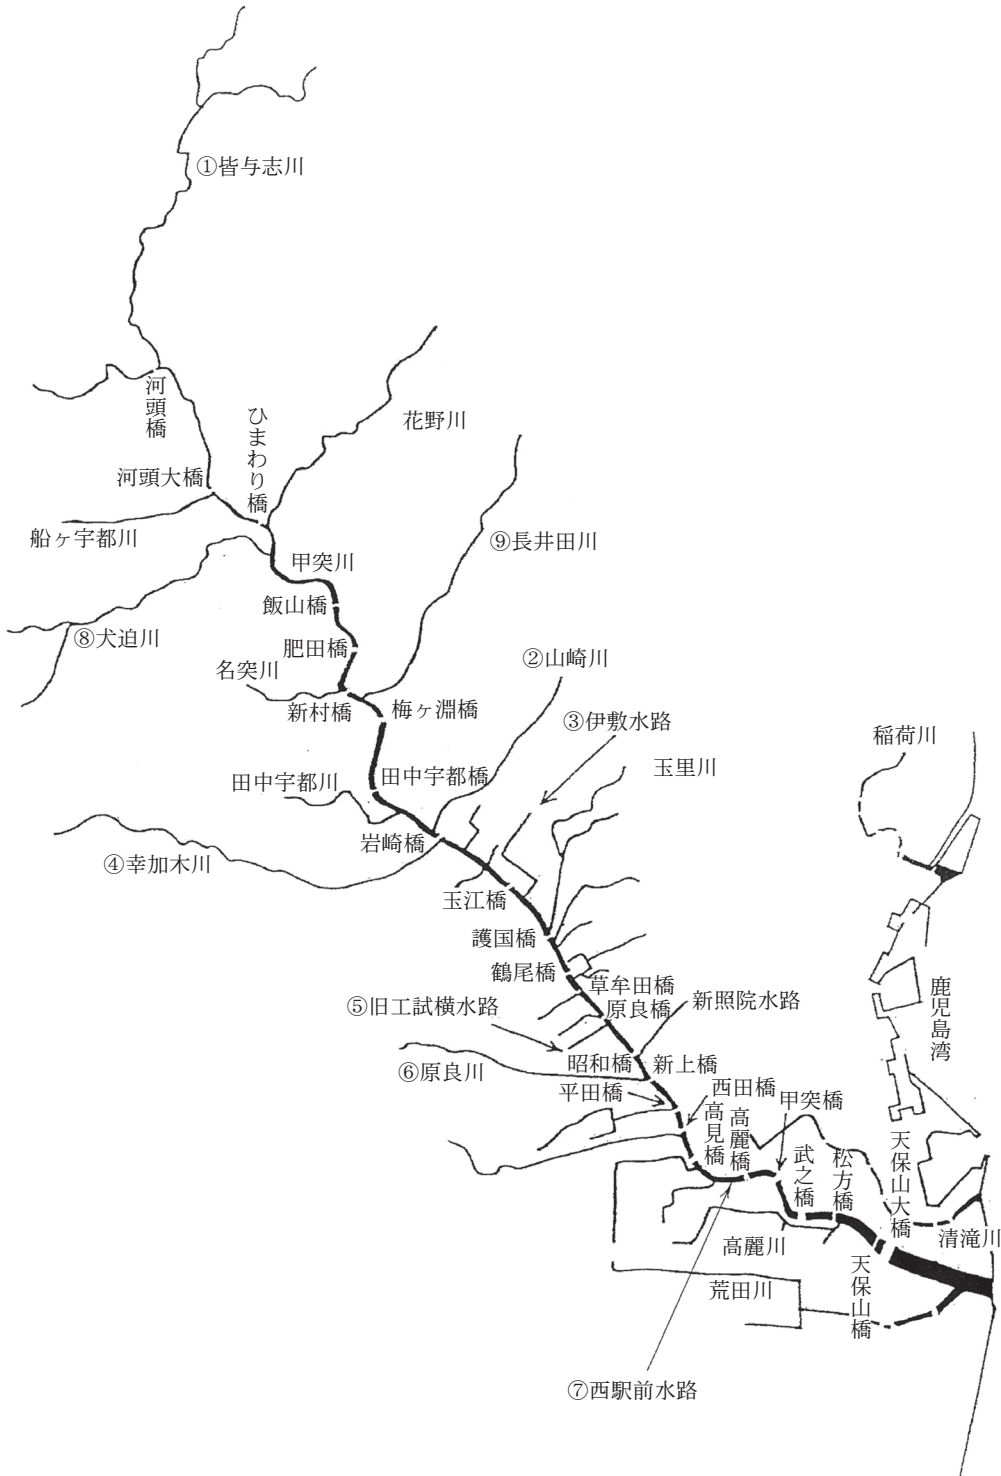 ①皆与志川
河頭橋
ひまわり橋
花野川
河頭大橋
船ヶ宇都川
⑨長井田川
甲突川
飯山橋
⑧犬迫川
肥田橋
②山崎川
名突川
新村橋
梅ヶ淵橋
③伊敷水路
稲荷川
玉里川
田中宇都川
田中宇都橋
岩崎橋
④幸加木川
玉江橋
護国橋
鶴尾橋
草牟田橋
鹿児島湾
⑤旧工試横水路
原良橋
新照院水路
昭和橋
新上橋
⑥原良川
平田橋
西田橋
甲突橋
高見橋
高麗橋
武之橋
松方橋
天保山大橋
高麗川
清滝川
天保山橋
荒田川
⑦西駅前水路